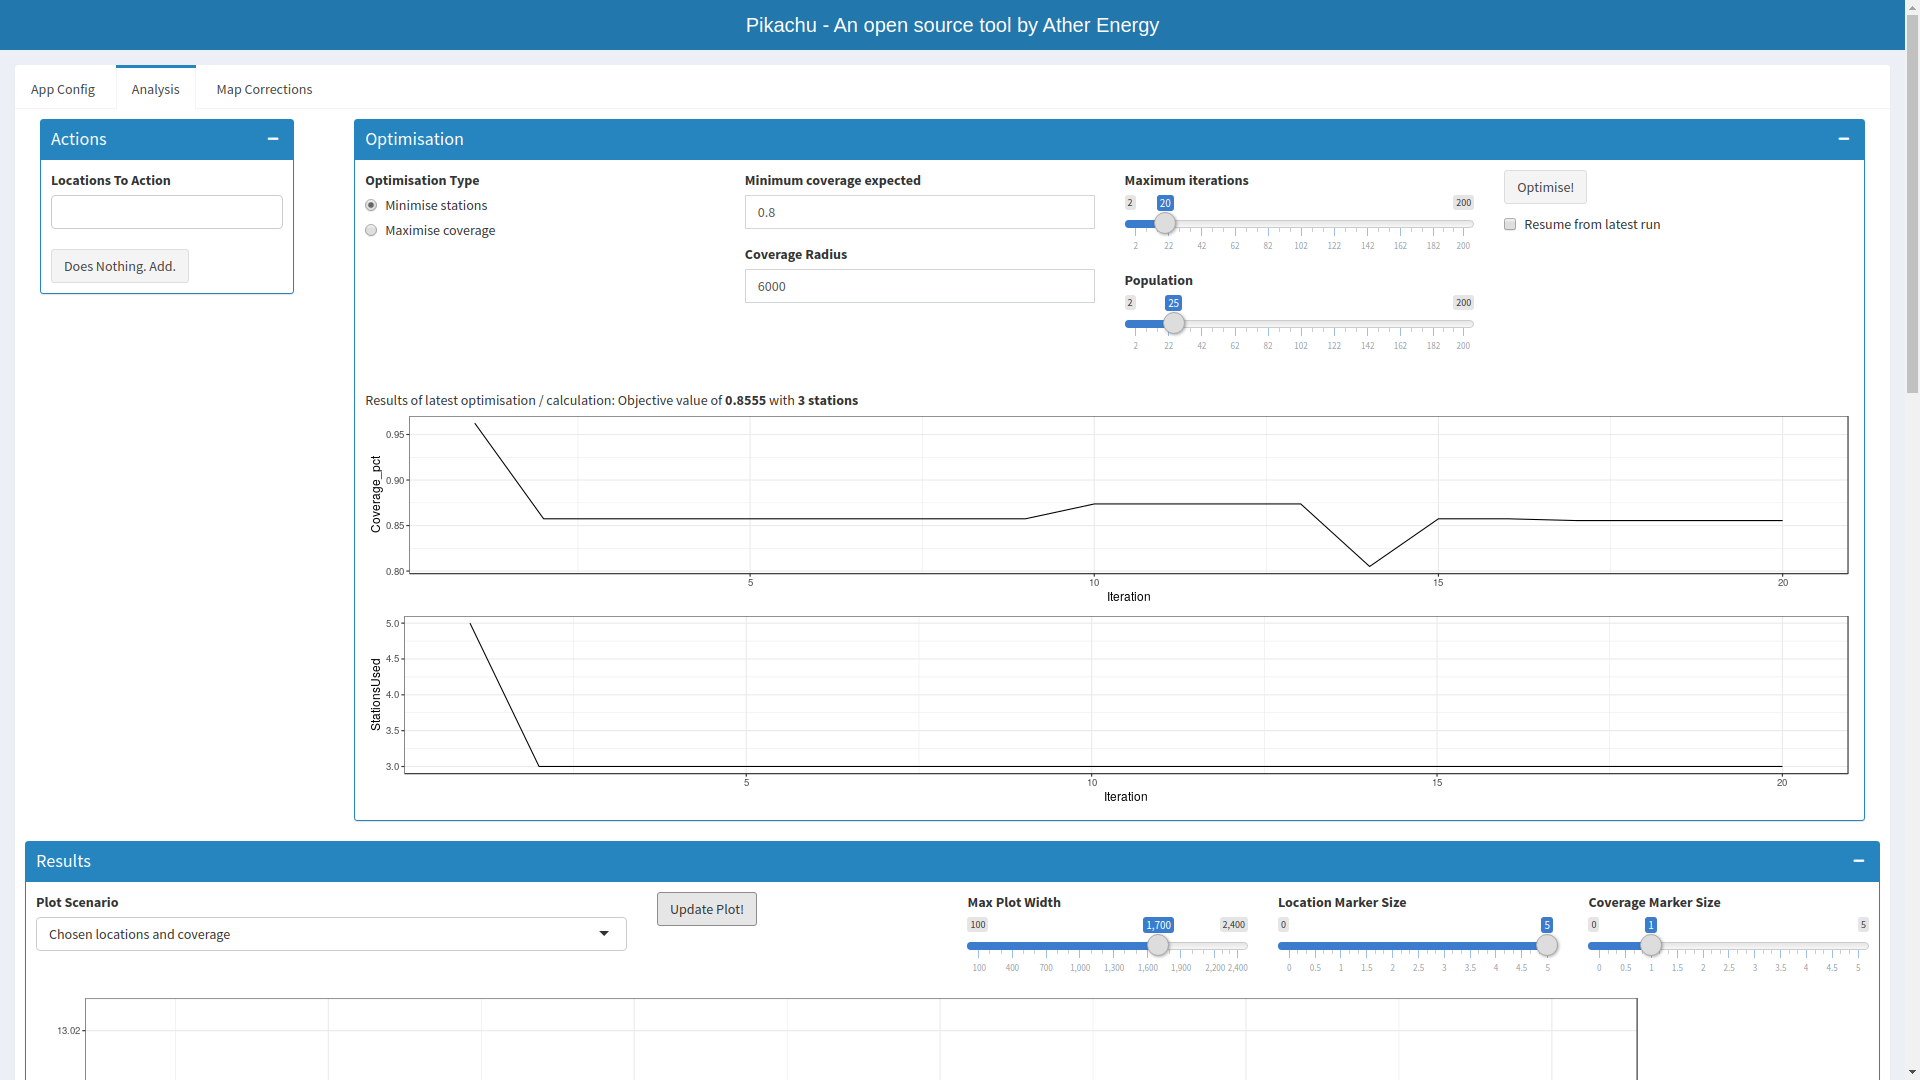 Pikachu - An open source tool by Ather Energy
App Config
Analysis
Map Corrections
Actions
Locations To Action
Does Nothing. Add.
Optimisation
Optimisation Type
Minimise stations
Maximise coverage
Minimum coverage expected
0.8
Coverage Radius
6000
Maximum iterations
2 20 200
2 22 42 62 82 102 122 142 162 182 200
Population
2 25 200
2 22 42 62 82 102 122 142 162 182 200
Optimise!
Resume from latest run
Results of latest optimisation / calculation: Objective value of 0.8555 with 3 stations
Coverage_pct
0.95
0.90
0.85
0.80
5 10 15 20
Iteration
StationsUsed
5.0
4.5
4.0
3.5
3.0
5 10 15 20
Iteration
Results
Plot Scenario
Chosen locations and coverage
Update Plot!
Max Plot Width
100 1,700 2,400
100 400 700 1,000 1,300 1,600 1,900 2,200 2,400
Location Marker Size
0 5
0 0.5 1 1.5 2 2.5 3 3.5 4 4.5 5
Coverage Marker Size
0 1 5
0 0.5 1 1.5 2 2.5 3 3.5 4 4.5 5
13.02